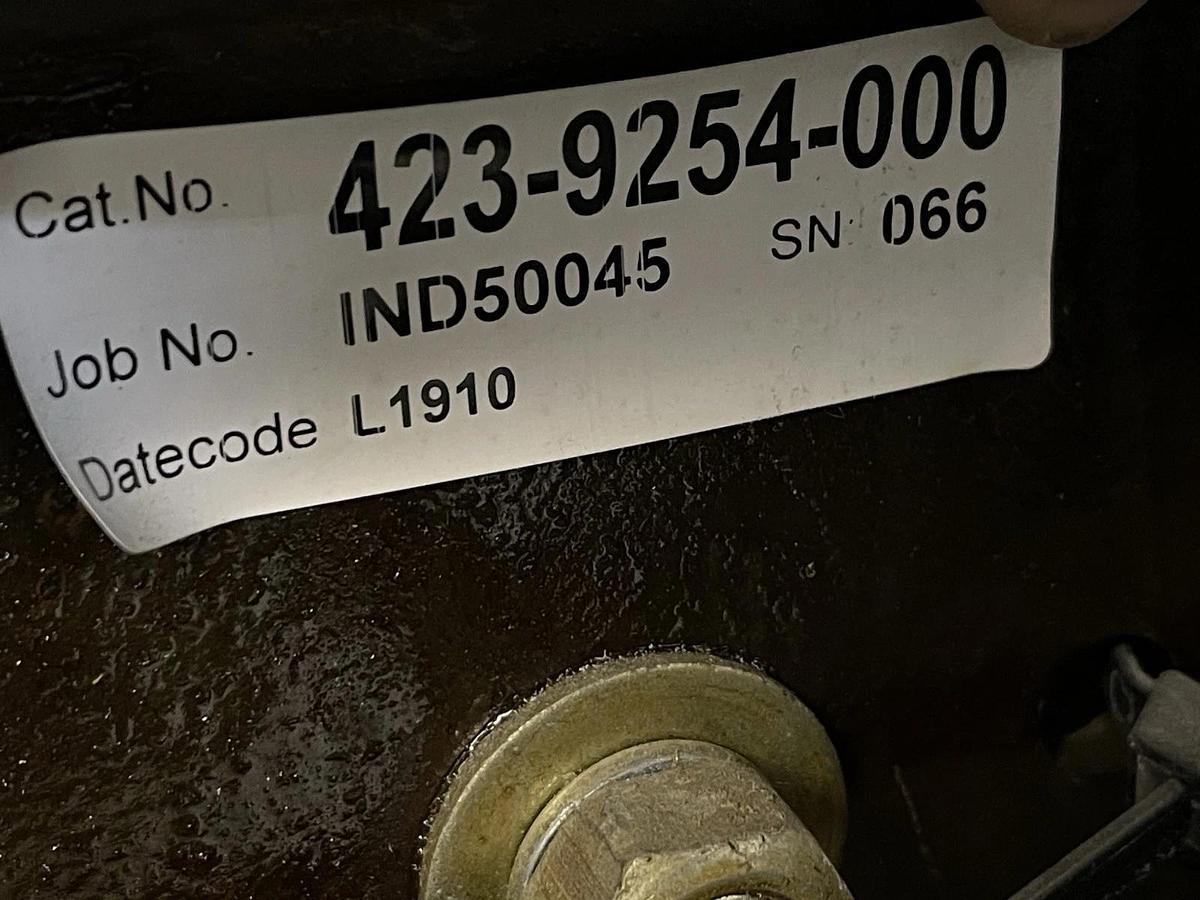 Cat.No. 423-9254-000
Job No. IND50045 SN: 066
Datecode L1910